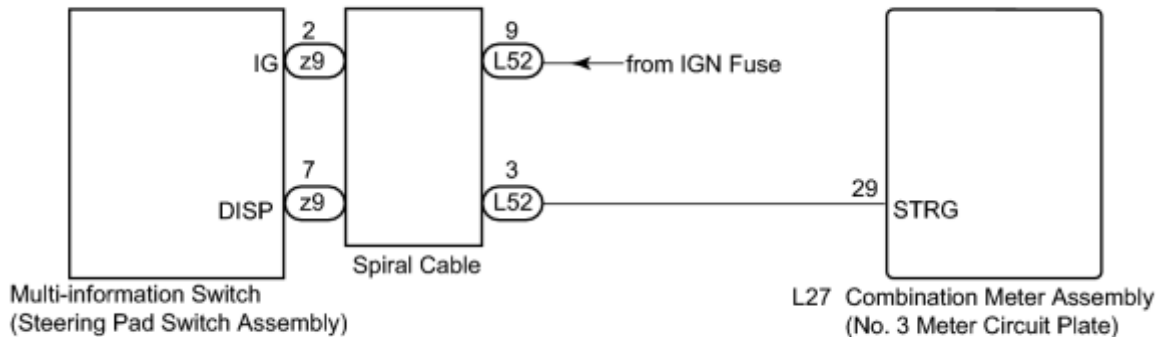 2
9
IG
z9
L52
from IGN Fuse
7
3
DISP
z9
L52
29
STRG
Spiral Cable
Multi-information Switch
(Steering Pad Switch Assembly)
L27 Combination Meter Assembly
(No. 3 Meter Circuit Plate)